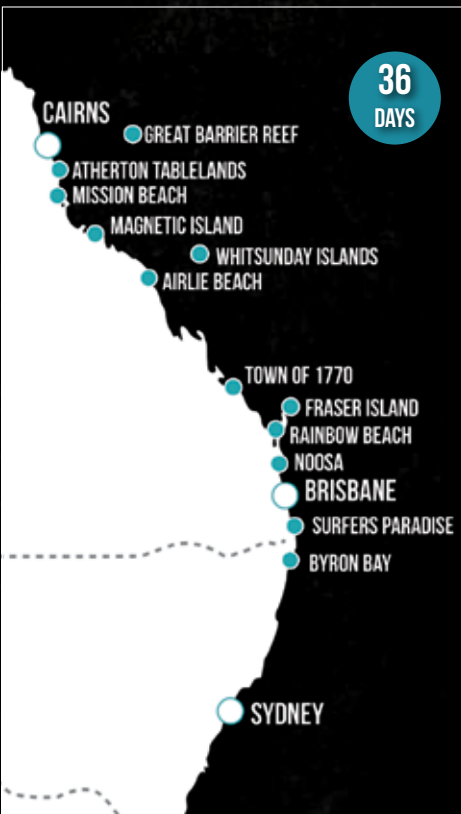 36
DAYS
CAIRNS
GREAT BARRIER REEF
ATHERTON TABLELANDS
MISSION BEACH
MAGNETIC ISLAND
WHITSUNDAY ISLANDS
AIRLIE BEACH
TOWN OF 1770
FRASER ISLAND
RAINBOW BEACH
NOOSA
BRISBANE
SURFERS PARADISE
BYRON BAY
SYDNEY